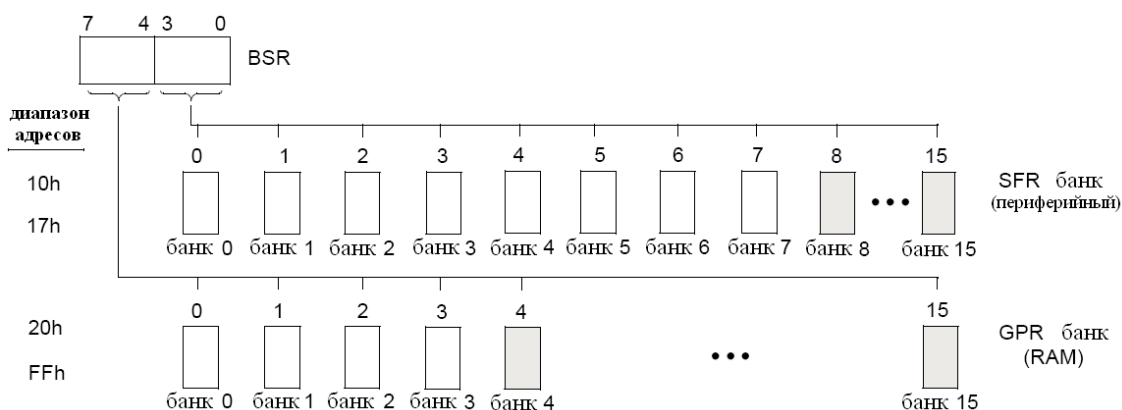 7 4 3 0
BSR
диапазон
адресов
0 1 2 3 4 5 6 7 8 15
10h
17h
SFR банк
(периферийный)
банк 0 банк 1 банк 2 банк 3 банк 4 банк 5 банк 6 банк 7 банк 8 банк 15
0 1 2 3 4 15
20h
FFh
GPR банк
(RAM)
банк 0 банк 1 банк 2 банк 3 банк 4 банк 15